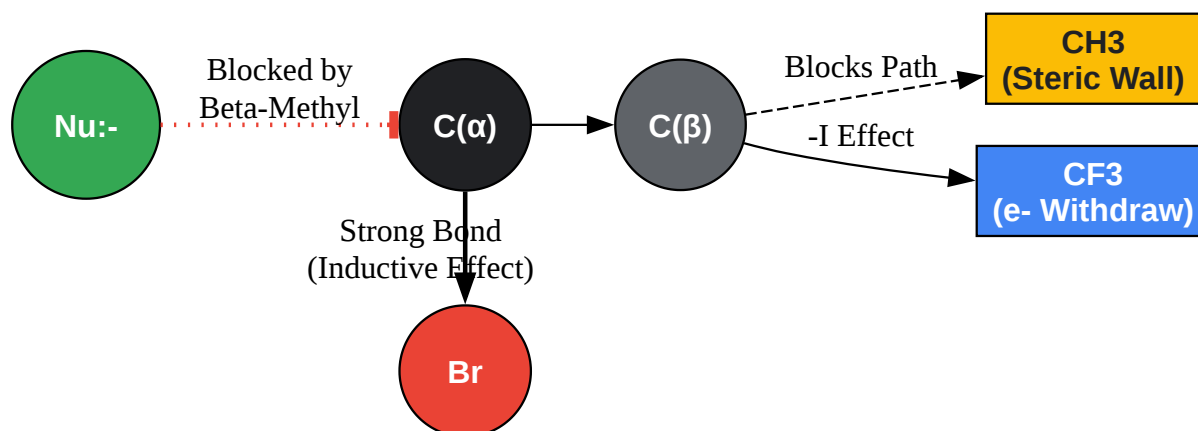 Nu:-
Blocked by
Beta-Methyl
C(α)
C(β)
Blocks Path
CH3
(Steric Wall)
-I Effect
CF3
(e- Withdraw)
Strong Bond
(Inductive Effect)
Br